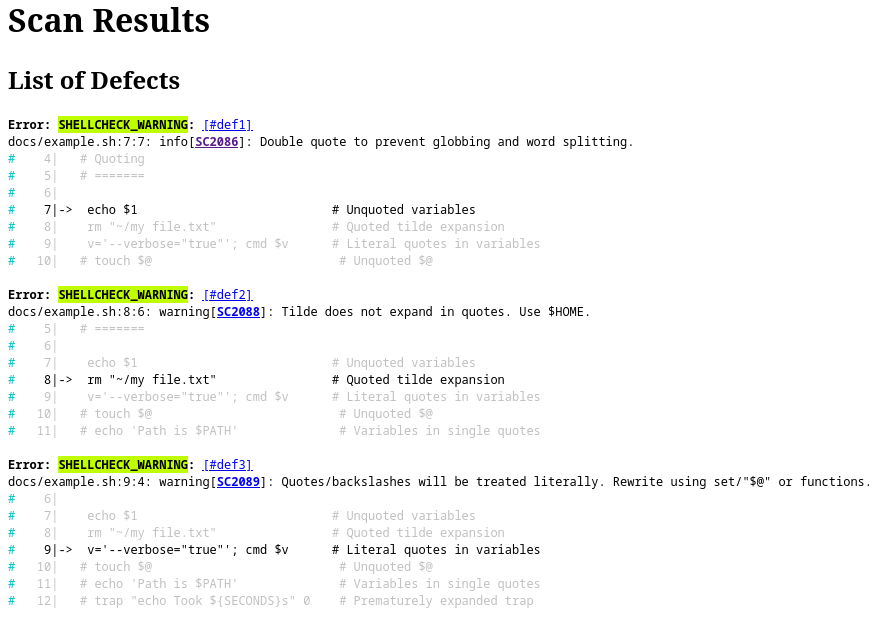 Scan Results
List of Defects
Error: SHELLCHECK_WARNING: [#def1]
docs/example.sh:7:7: info[SC2086]: Double quote to prevent globbing and word splitting.
#    4|   # Quoting
#    5|   # =======
#    6|
#    7|->  echo $1                           # Unquoted variables
#    8|    rm "~/my file.txt"                # Quoted tilde expansion
#    9|    v='--verbose="true"'; cmd $v      # Literal quotes in variables
#   10|   # touch $@                          # Unquoted $@
Error: SHELLCHECK_WARNING: [#def2]
docs/example.sh:8:6: warning[SC2088]: Tilde does not expand in quotes. Use $HOME.
#    5|   # =======
#    6|
#    7|    echo $1                           # Unquoted variables
#    8|->  rm "~/my file.txt"                # Quoted tilde expansion
#    9|    v='--verbose="true"'; cmd $v      # Literal quotes in variables
#   10|   # touch $@                          # Unquoted $@
#   11|   # echo 'Path is $PATH'              # Variables in single quotes
Error: SHELLCHECK_WARNING: [#def3]
docs/example.sh:9:4: warning[SC2089]: Quotes/backslashes will be treated literally. Rewrite using set/"$@" or functions.
#    6|
#    7|    echo $1                           # Unquoted variables
#    8|    rm "~/my file.txt"                # Quoted tilde expansion
#    9|->  v='--verbose="true"'; cmd $v      # Literal quotes in variables
#   10|   # touch $@                          # Unquoted $@
#   11|   # echo 'Path is $PATH'              # Variables in single quotes
#   12|   # trap "echo Took ${SECONDS}s" 0    # Prematurely expanded trap